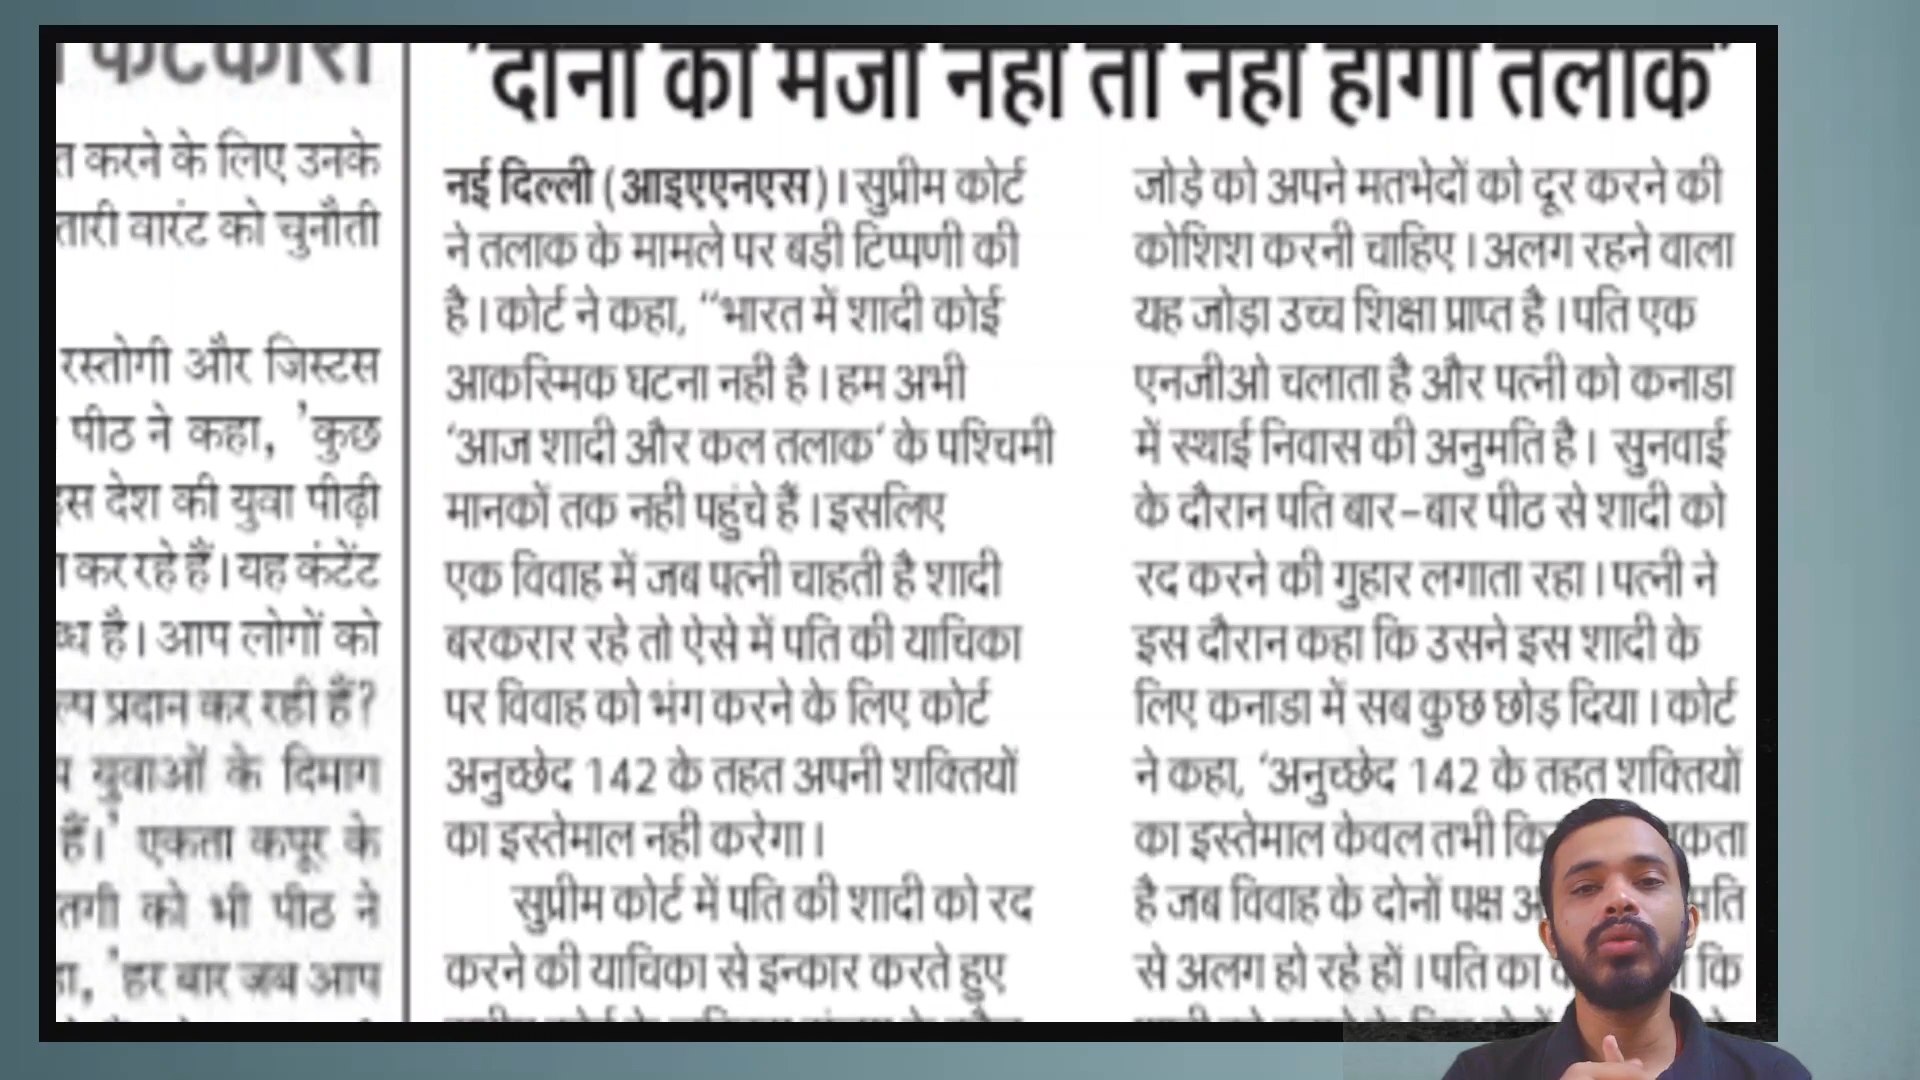 फटकारा
त करने के लिए उनके
तारी वारंट को चुनौती
रस्तोगी और जिस्टस
पीठ ने कहा, 'कुछ
इस देश की युवा पीढ़ी
कर रहे हैं। यह कंटेंट
है। आप लोगों को
प्रदान कर रही हैं?
युवाओं के दिमाग
हैं।' एकता कपूर के
तगी को भी पीठ ने
'हर बार जब आप
'दोनों की मर्जी नहीं तो नहीं होगा तलाक'
नई दिल्ली (आइएएनएस)। सुप्रीम कोर्ट
ने तलाक के मामले पर बड़ी टिप्पणी की
है। कोर्ट ने कहा, “भारत में शादी कोई
आकस्मिक घटना नही है। हम अभी
‘आज शादी और कल तलाक‘ के पश्चिमी
मानकों तक नही पहुंचे हैं। इसलिए
एक विवाह में जब पत्नी चाहती है शादी
बरकरार रहे तो ऐसे में पति की याचिका
पर विवाह को भंग करने के लिए कोर्ट
अनुच्छेद 142 के तहत अपनी शक्तियों
का इस्तेमाल नही करेगा।
सुप्रीम कोर्ट में पति की शादी को रद
करने की याचिका से इन्कार करते हुए
जोड़े को अपने मतभेदों को दूर करने की
कोशिश करनी चाहिए। अलग रहने वाला
यह जोड़ा उच्च शिक्षा प्राप्त है। पति एक
एनजीओ चलाता है और पत्नी को कनाडा
में स्थाई निवास की अनुमति है। सुनवाई
के दौरान पति बार-बार पीठ से शादी को
रद करने की गुहार लगाता रहा। पत्नी ने
इस दौरान कहा कि उसने इस शादी के
लिए कनाडा में सब कुछ छोड़ दिया। कोर्ट
ने कहा, ‘अनुच्छेद 142 के तहत शक्तियों
का इस्तेमाल केवल तभी
है जब विवाह के दोनों पक्ष
से अलग हो रहे हों। पति का कि